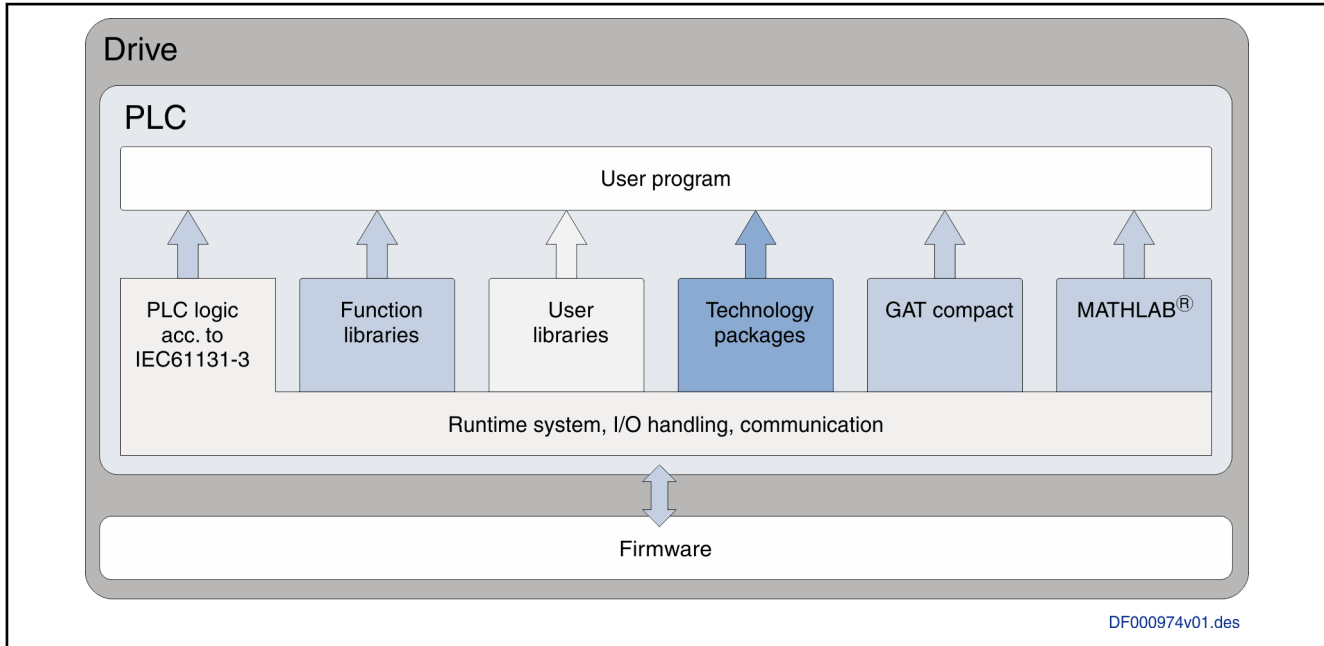 Drive
PLC
User program
PLC logic
acc. to
IEC61131-3
Function
libraries
User
libraries
Technology
packages
GAT compact
MATHLAB®
Runtime system, I/O handling, communication
Firmware
DF000974v01.des